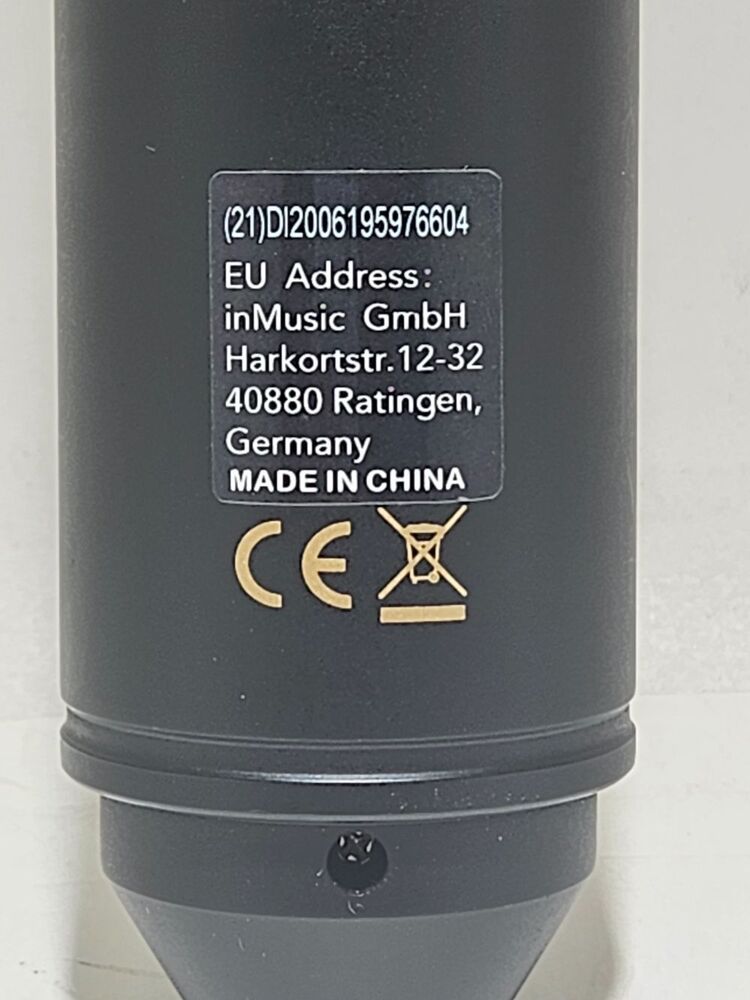 (21)DI2006195976604
EU Address:
inMusic GmbH
Harkortstr.12-32
40880 Ratingen,
Germany
MADE IN CHINA
CE